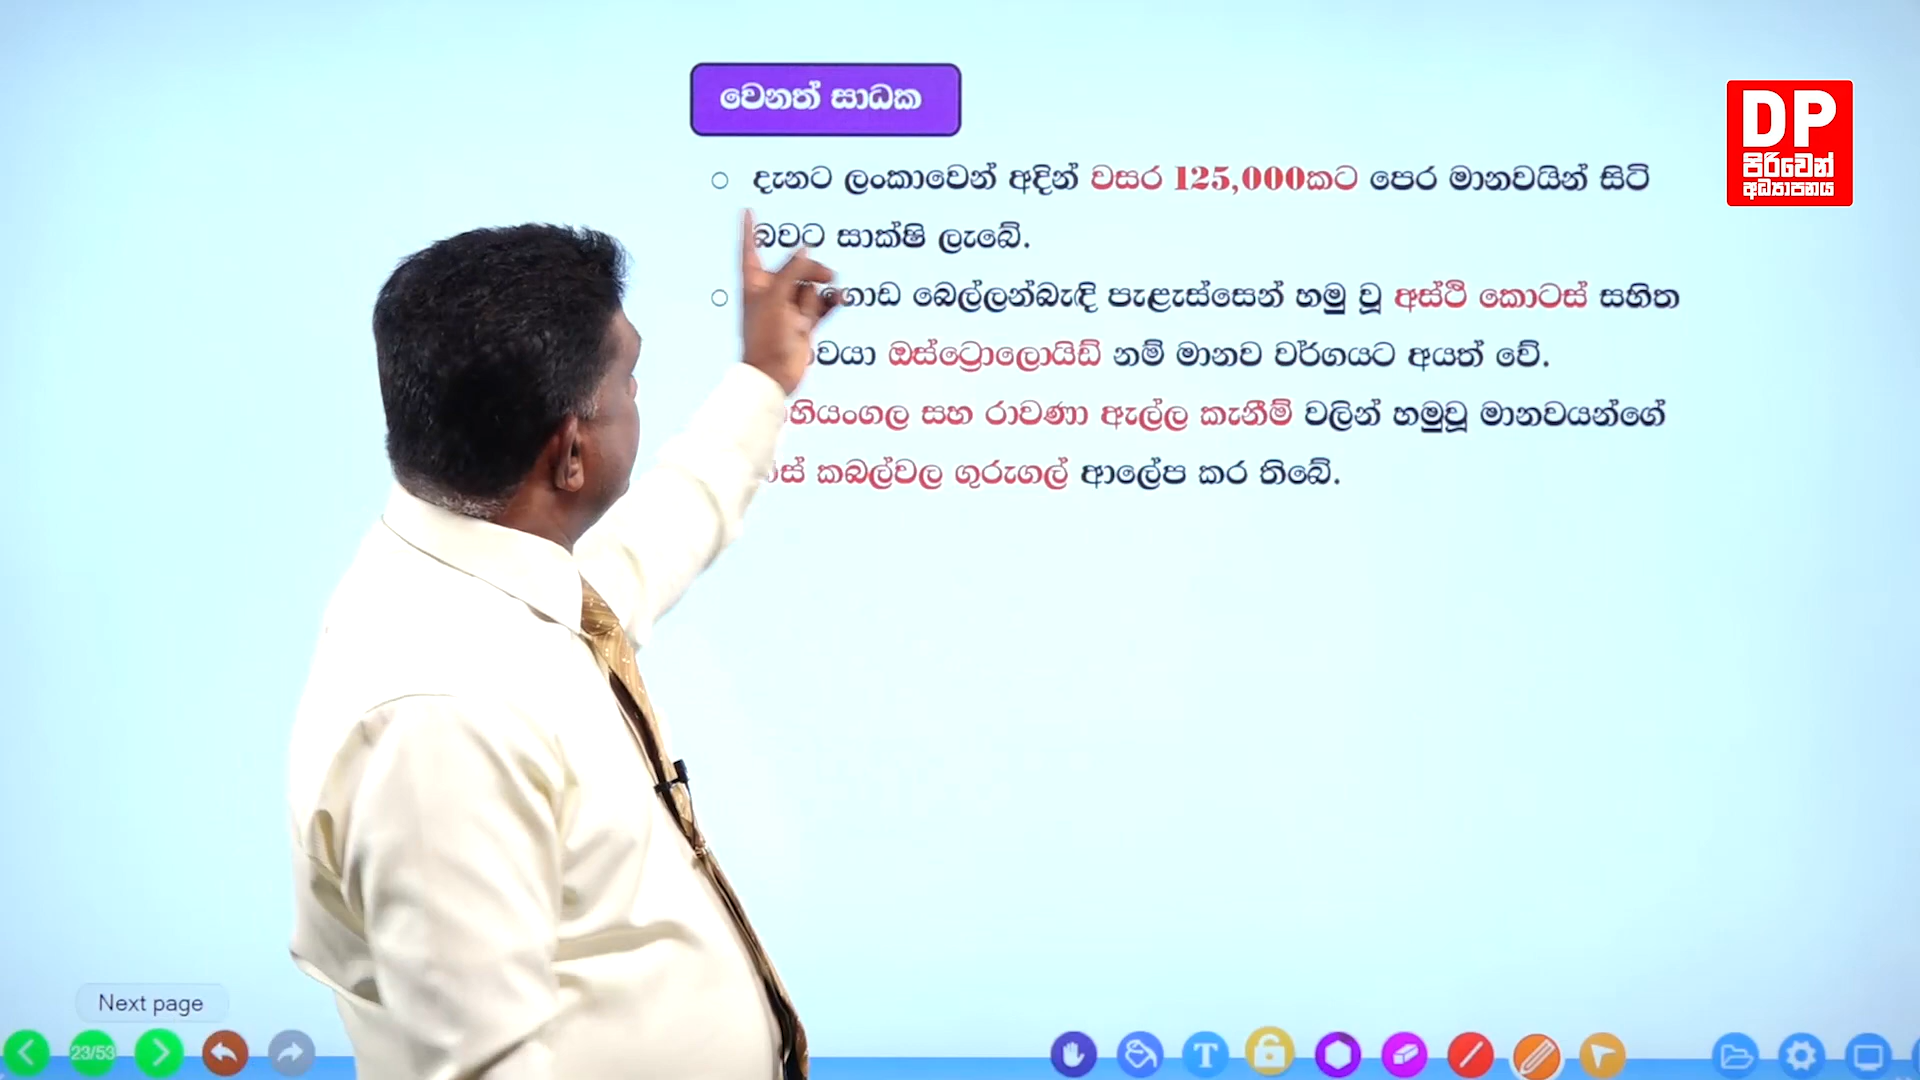 වෙනත් සාධක
DP
පිරිවෙන්
අධ්‍යාපනය
දැනට ලංකාවෙන් අදින් වසර 125,000කට පෙර මානවයින් සිටි
බවට සාක්ෂි ලැබේ.
බෙල්ලන්බැඳි පැළැස්සෙන් හමු වූ අස්ථි කොටස් සහිත
ඔස්ට්‍රොලොයිඩ් නම් මානව වර්ගයට අයත් වේ.
සහ රාවණා ඇල්ල කැනීම් වලින් හමුවූ මානවයන්ගේ
කබල්වල ගුරුගල් ආලේප කර තිබේ.
Next page
23/53
T